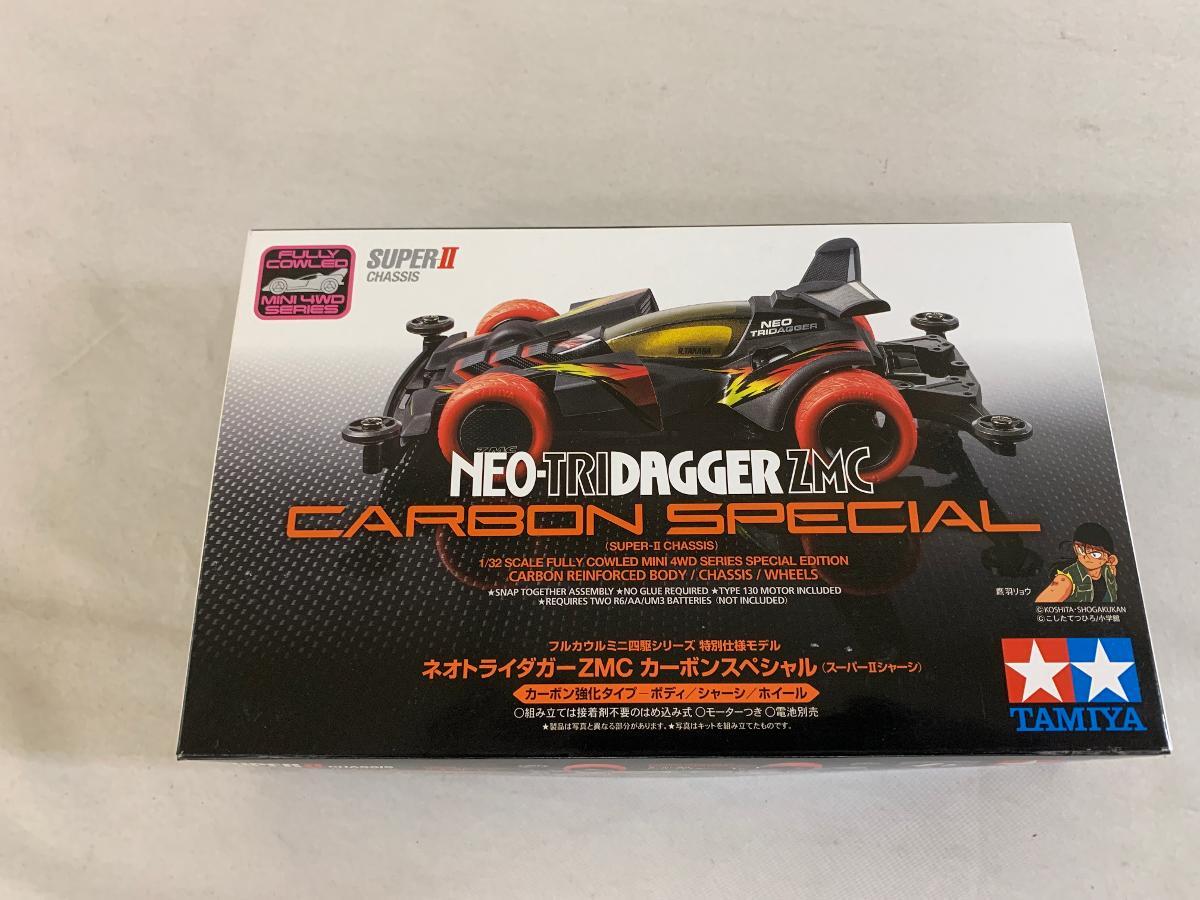 FULLY
COWLED
MINI 4WD
SERIES
SUPER II
CHASSIS
NEO
TRIDAGGER
R.TAKABA
ZMC
NEO-TRIDAGGER ZMC
CARBON SPECIAL
(SUPER-II CHASSIS)
1/32 SCALE FULLY COWLED MINI 4WD SERIES SPECIAL EDITION
CARBON REINFORCED BODY / CHASSIS / WHEELS
★SNAP TOGETHER ASSEMBLY ★NO GLUE REQUIRED ★TYPE 130 MOTOR INCLUDED
★REQUIRES TWO R6/AA/UM3 BATTERIES (NOT INCLUDED)
鷹羽リョウ
©KOSHITA・SHOGAKUKAN
©こしたてつひろ/小学館
フルカウルミニ四駆シリーズ 特別仕様モデル
ネオトライダガーZMC カーボンスペシャル(スーパーIIシャーシ)
カーボン強化タイプ-ボディ/シャーシ/ホイール
○組み立ては接着剤不要のはめ込み式 ○モーターつき ○電池別売
★製品は写真と異なる部分があります。★写真はキットを組み立てたものです。
TAMIYA
CHASSIS